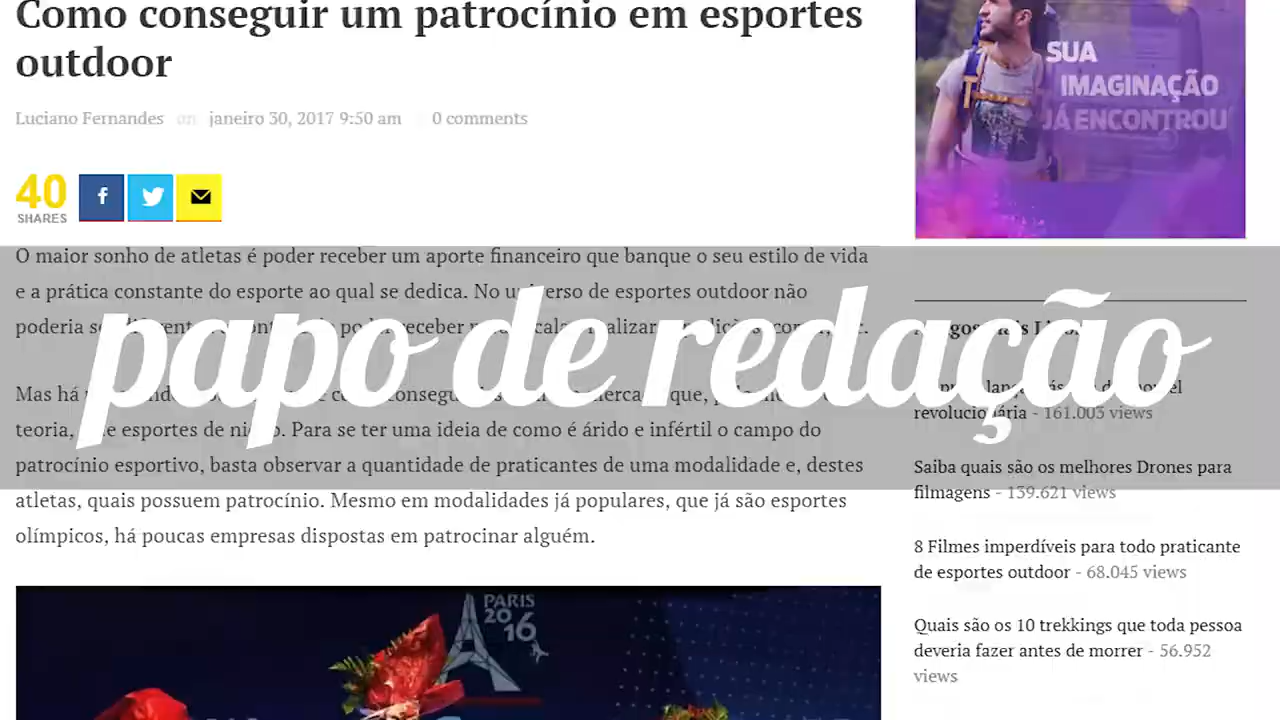 Como conseguir um patrocínio em esportes
outdoor
Luciano Fernandes on janeiro 30, 2017 9:50 am 0 comments
40
SHARES
O maior sonho de atletas é poder receber um aporte financeiro que banque o seu estilo de vida
e a prática constante do esporte ao qual se dedica. No universo de esportes outdoor não
poderia
receber
realizar
papo de redação
Mas há
teoria, esportes de nicho. Para se ter uma ideia de como é árido e infértil o campo do
patrocínio esportivo, basta observar a quantidade de praticantes de uma modalidade e, destes
atletas, quais possuem patrocínio. Mesmo em modalidades já populares, que já são esportes
olímpicos, há poucas empresas dispostas em patrocinar alguém.
PARIS
2016
SUA
IMAGINAÇÃO
JÁ ENCONTROU
revolucionária - 161.003 views
Saiba quais são os melhores Drones para
filmagens - 139.621 views
8 Filmes imperdíveis para todo praticante
de esportes outdoor - 68.045 views
Quais são os 10 trekkings que toda pessoa
deveria fazer antes de morrer - 56.952
views